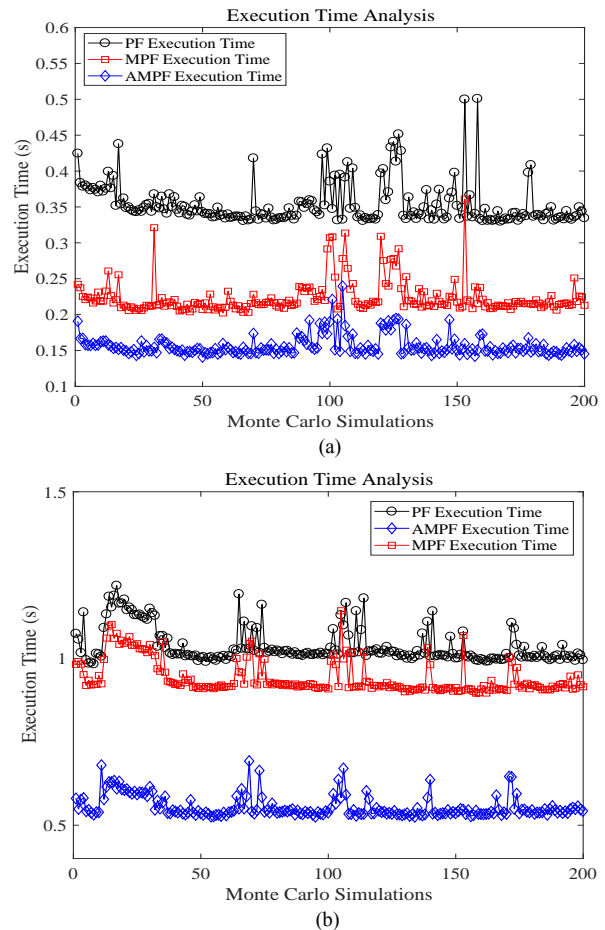 Execution Time Analysis
0.6
0.55
0.5
0.45
0.4
0.35
0.3
0.25
0.2
0.15
0.1
Execution Time (s)
PF Execution Time
MPF Execution Time
AMPF Execution Time
0
50
100
150
200
Monte Carlo Simulations
(a)
Execution Time Analysis
1.5
1
0.5
Execution Time (s)
PF Execution Time
AMPF Execution Time
MPF Execution Time
0
50
100
150
200
Monte Carlo Simulations
(b)